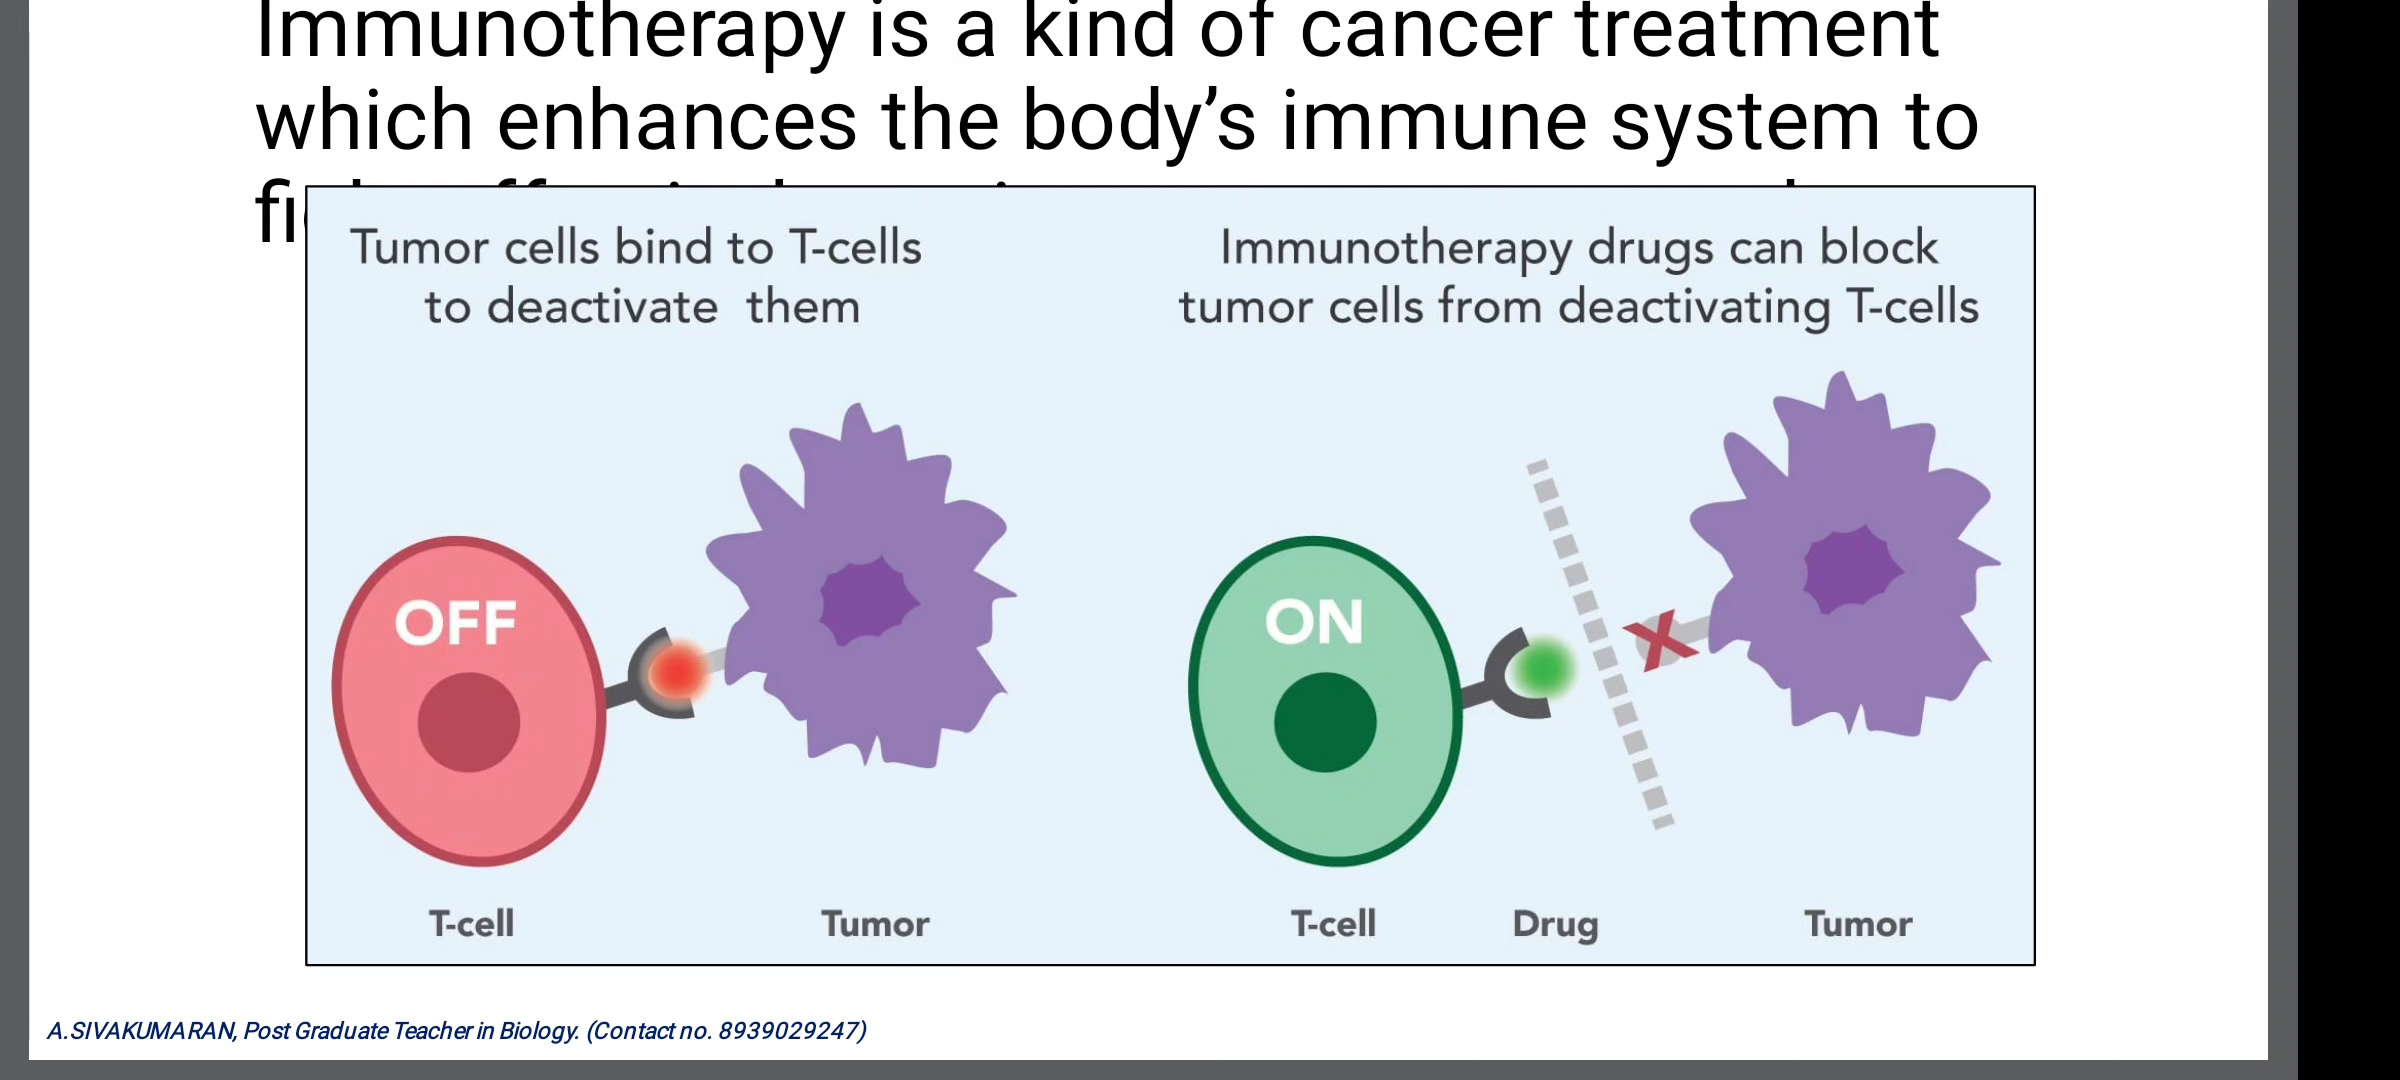 Immunotherapy is a kind of cancer treatment
which enhances the body’s immune system to
Tumor cells bind to T-cells
to deactivate them
Immunotherapy drugs can block
tumor cells from deactivating T-cells
OFF
ON
T-cell
Tumor
T-cell
Drug
Tumor
A.SIVAKUMARAN, Post Graduate Teacher in Biology. (Contact no. 8939029247)